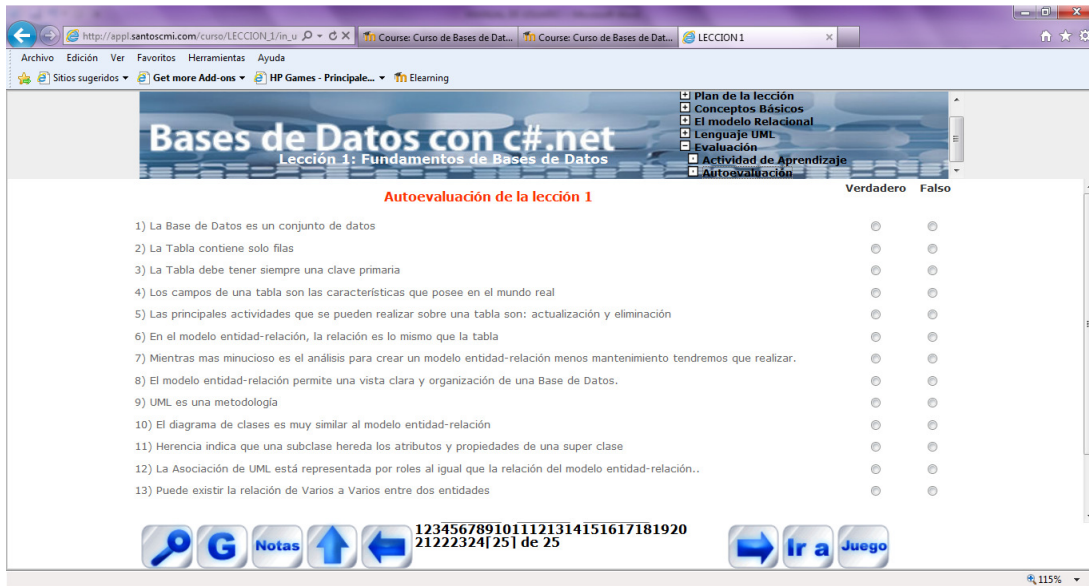 http://appl.santoscmi.com/curso/LECCION_1/in_u
Course: Curso de Bases de Dat...
Course: Curso de Bases de Dat...
LECCION 1
Archivo Edición Ver Favoritos Herramientas Ayuda
Sitios sugeridos Get more Add-ons HP Games - Principale... Elearning
Plan de la lección
Conceptos Básicos
El modelo Relacional
Lenguaje UML
Evaluación
Actividad de Aprendizaje
Autoevaluación
Bases de Datos con c#.net
Lección 1: Fundamentos de Bases de Datos
Verdadero Falso
Autoevaluación de la lección 1
1) La Base de Datos es un conjunto de datos
2) La Tabla contiene solo filas
3) La Tabla debe tener siempre una clave primaria
4) Los campos de una tabla son las características que posee en el mundo real
5) Las principales actividades que se pueden realizar sobre una tabla son: actualización y eliminación
6) En el modelo entidad-relación, la relación es lo mismo que la tabla
7) Mientras mas minucioso es el análisis para crear un modelo entidad-relación menos mantenimiento tendremos que realizar.
8) El modelo entidad-relación permite una vista clara y organización de una Base de Datos.
9) UML es una metodología
10) El diagrama de clases es muy similar al modelo entidad-relación
11) Herencia indica que una subclase hereda los atributos y propiedades de una super clase
12) La Asociación de UML está representada por roles al igual que la relación del modelo entidad-relación..
13) Puede existir la relación de Varios a Varios entre dos entidades
G Notas
1234567891011121314151617181920
21222324[25] de 25
Ir a Juego
115%